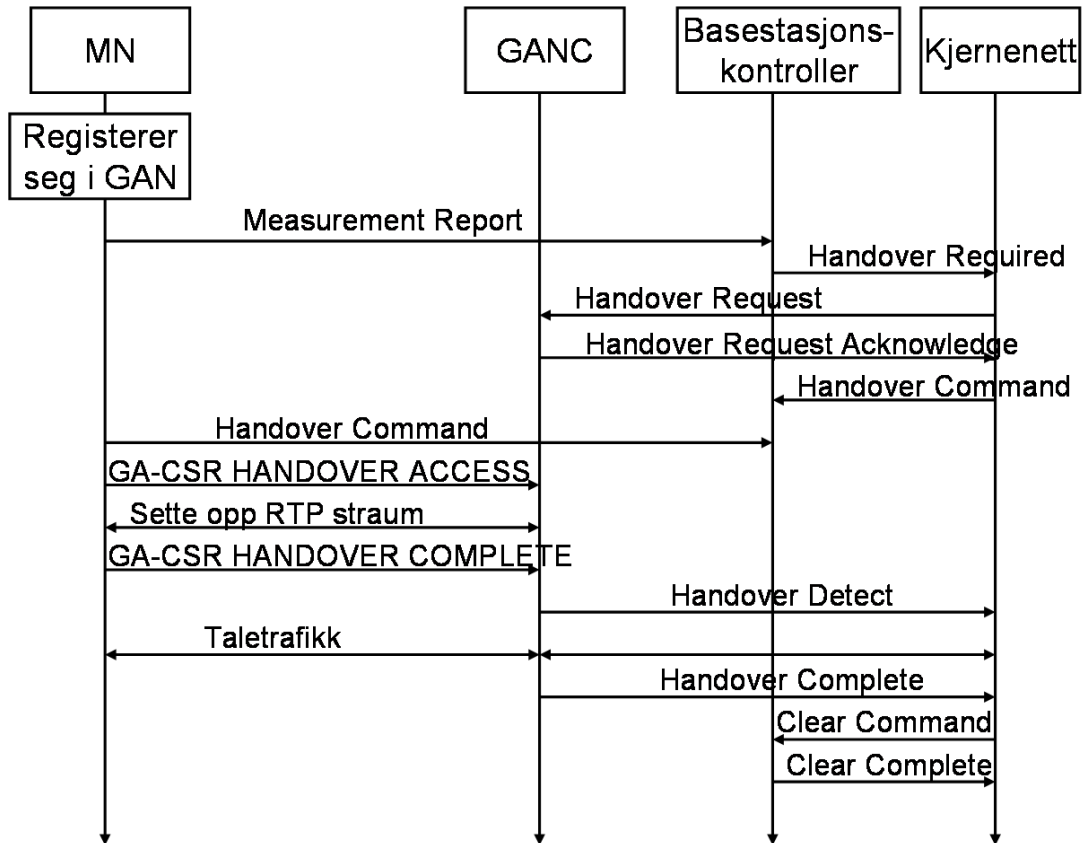 MN
GANC
Basestasjons-
kontroller
Kjernenett
Registerer
seg i GAN
Measurement Report
Handover Required
Handover Request
Handover Request Acknowledge
Handover Command
Handover Command
GA-CSR HANDOVER ACCESS
Sette opp RTP straum
GA-CSR HANDOVER COMPLETE
Handover Detect
Taletrafikk
Handover Complete
Clear Command
Clear Complete